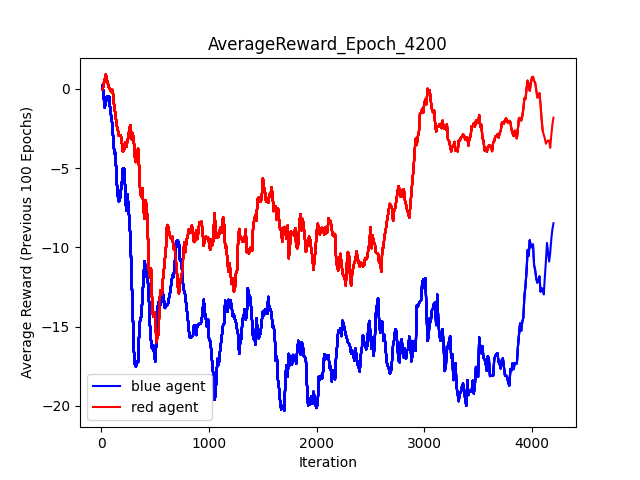 AverageReward_Epoch_4200
Average Reward (Previous 100 Epochs)
0
−5
−10
−15
−20
blue agent
red agent
0
1000
2000
3000
4000
Iteration